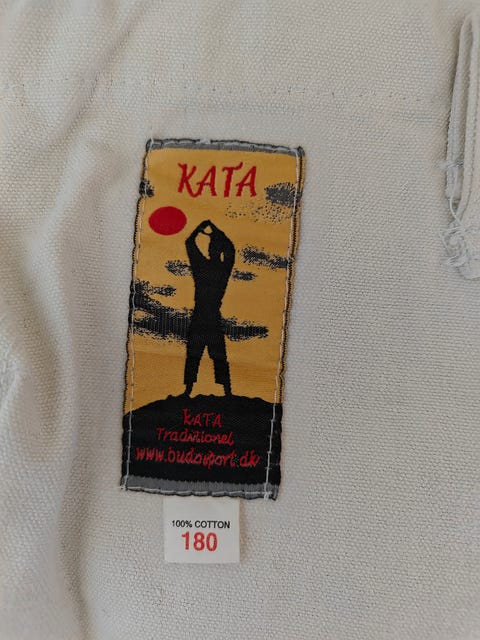 KATA
KATA
Traditionel
www.budosport.dk
100% COTTON
180